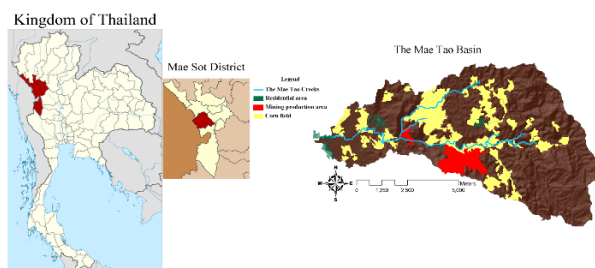 Kingdom of Thailand
Mae Sot District
Legend
The Mae Tao Creeks
Residential area
Mining production area
Corn field
The Mae Tao Basin
N
W E
S
Meters
0 1,250 2,500 5,000